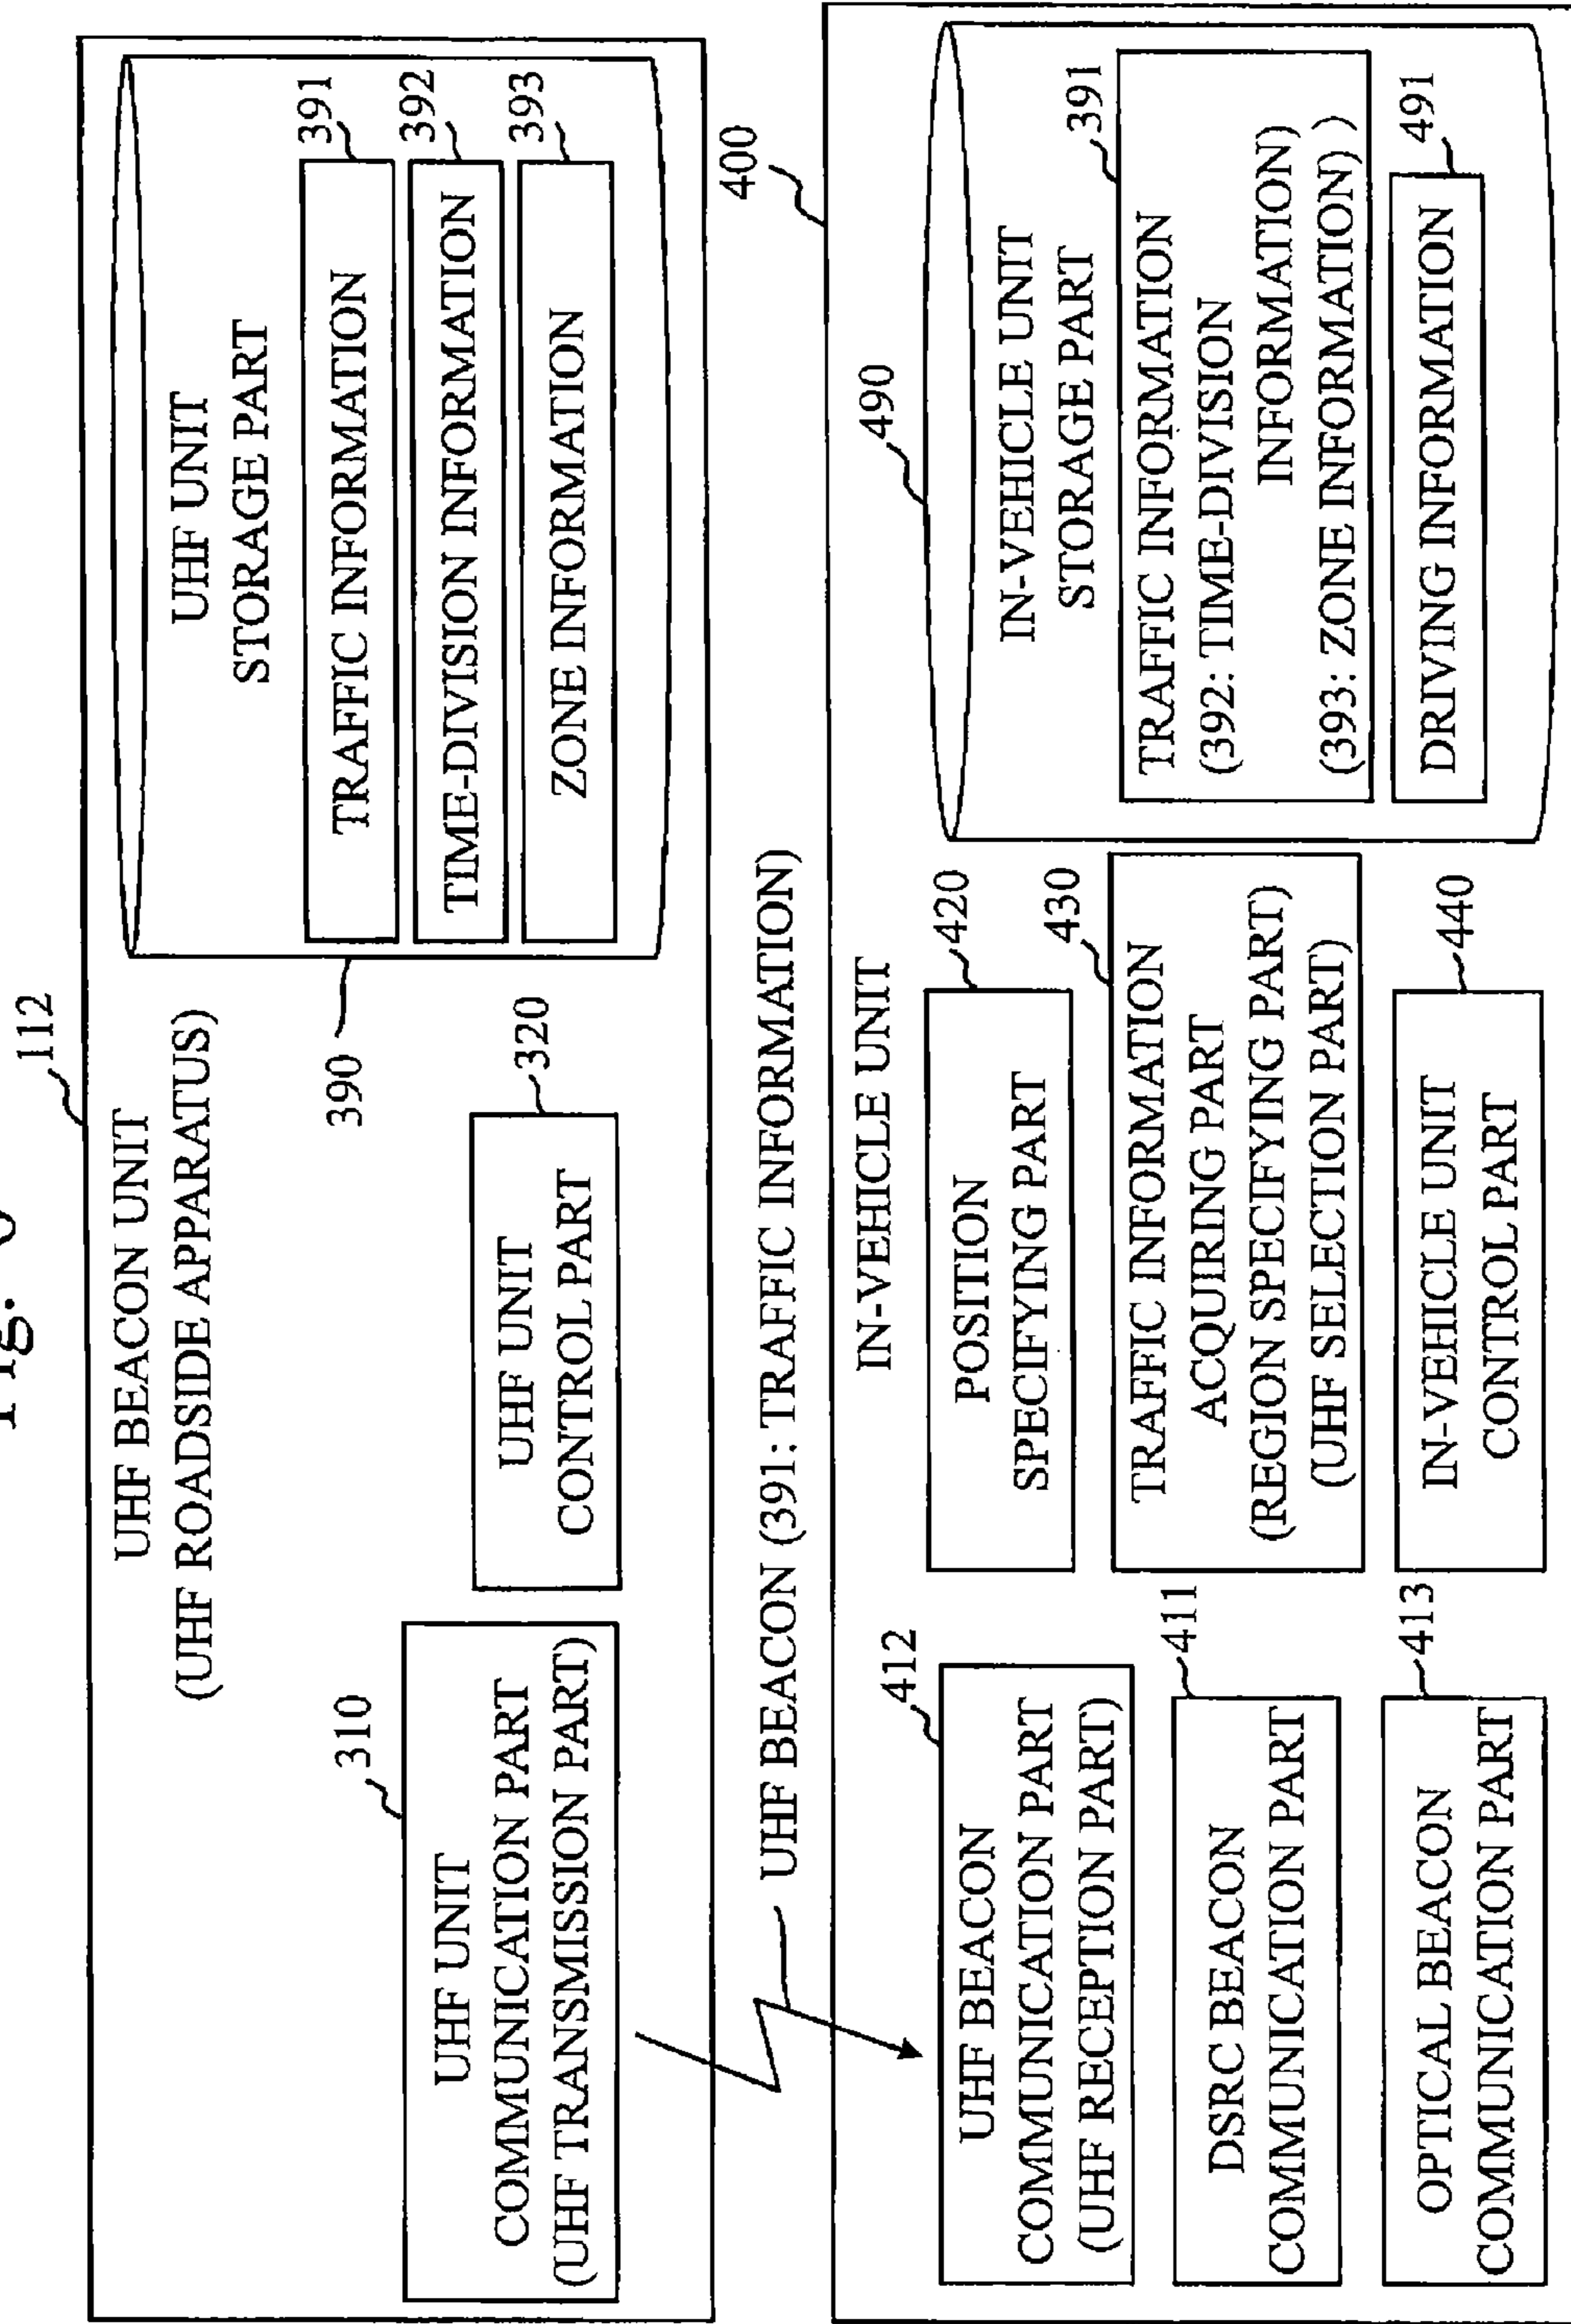 Fig.
112
UHF BEACON UNIT
(UHF ROADSIDE APPARATUS)
310
UHF UNIT
COMMUNICATION PART
(UHF TRANSMISSION PART)
320
UHF UNIT
CONTROL PART
390
UHF UNIT
STORAGE PART
391
TRAFFIC INFORMATION
392
TIME-DIVISION INFORMATION
393
ZONE INFORMATION
UHF BEACON (391: TRAFFIC INFORMATION)
400
IN-VEHICLE UNIT
412
UHF BEACON
COMMUNICATION PART
(UHF RECEPTION PART)
411
DSRC BEACON
COMMUNICATION PART
413
OPTICAL BEACON
COMMUNICATION PART
420
POSITION
SPECIFYING PART
430
TRAFFIC INFORMATION
ACQUIRING PART
(REGION SPECIFYING PART)
(UHF SELECTION PART)
440
IN-VEHICLE UNIT
CONTROL PART
490
IN-VEHICLE UNIT
STORAGE PART
391
TRAFFIC INFORMATION
(392: TIME-DIVISION
INFORMATION)
(393: ZONE INFORMATION) )
491
DRIVING INFORMATION